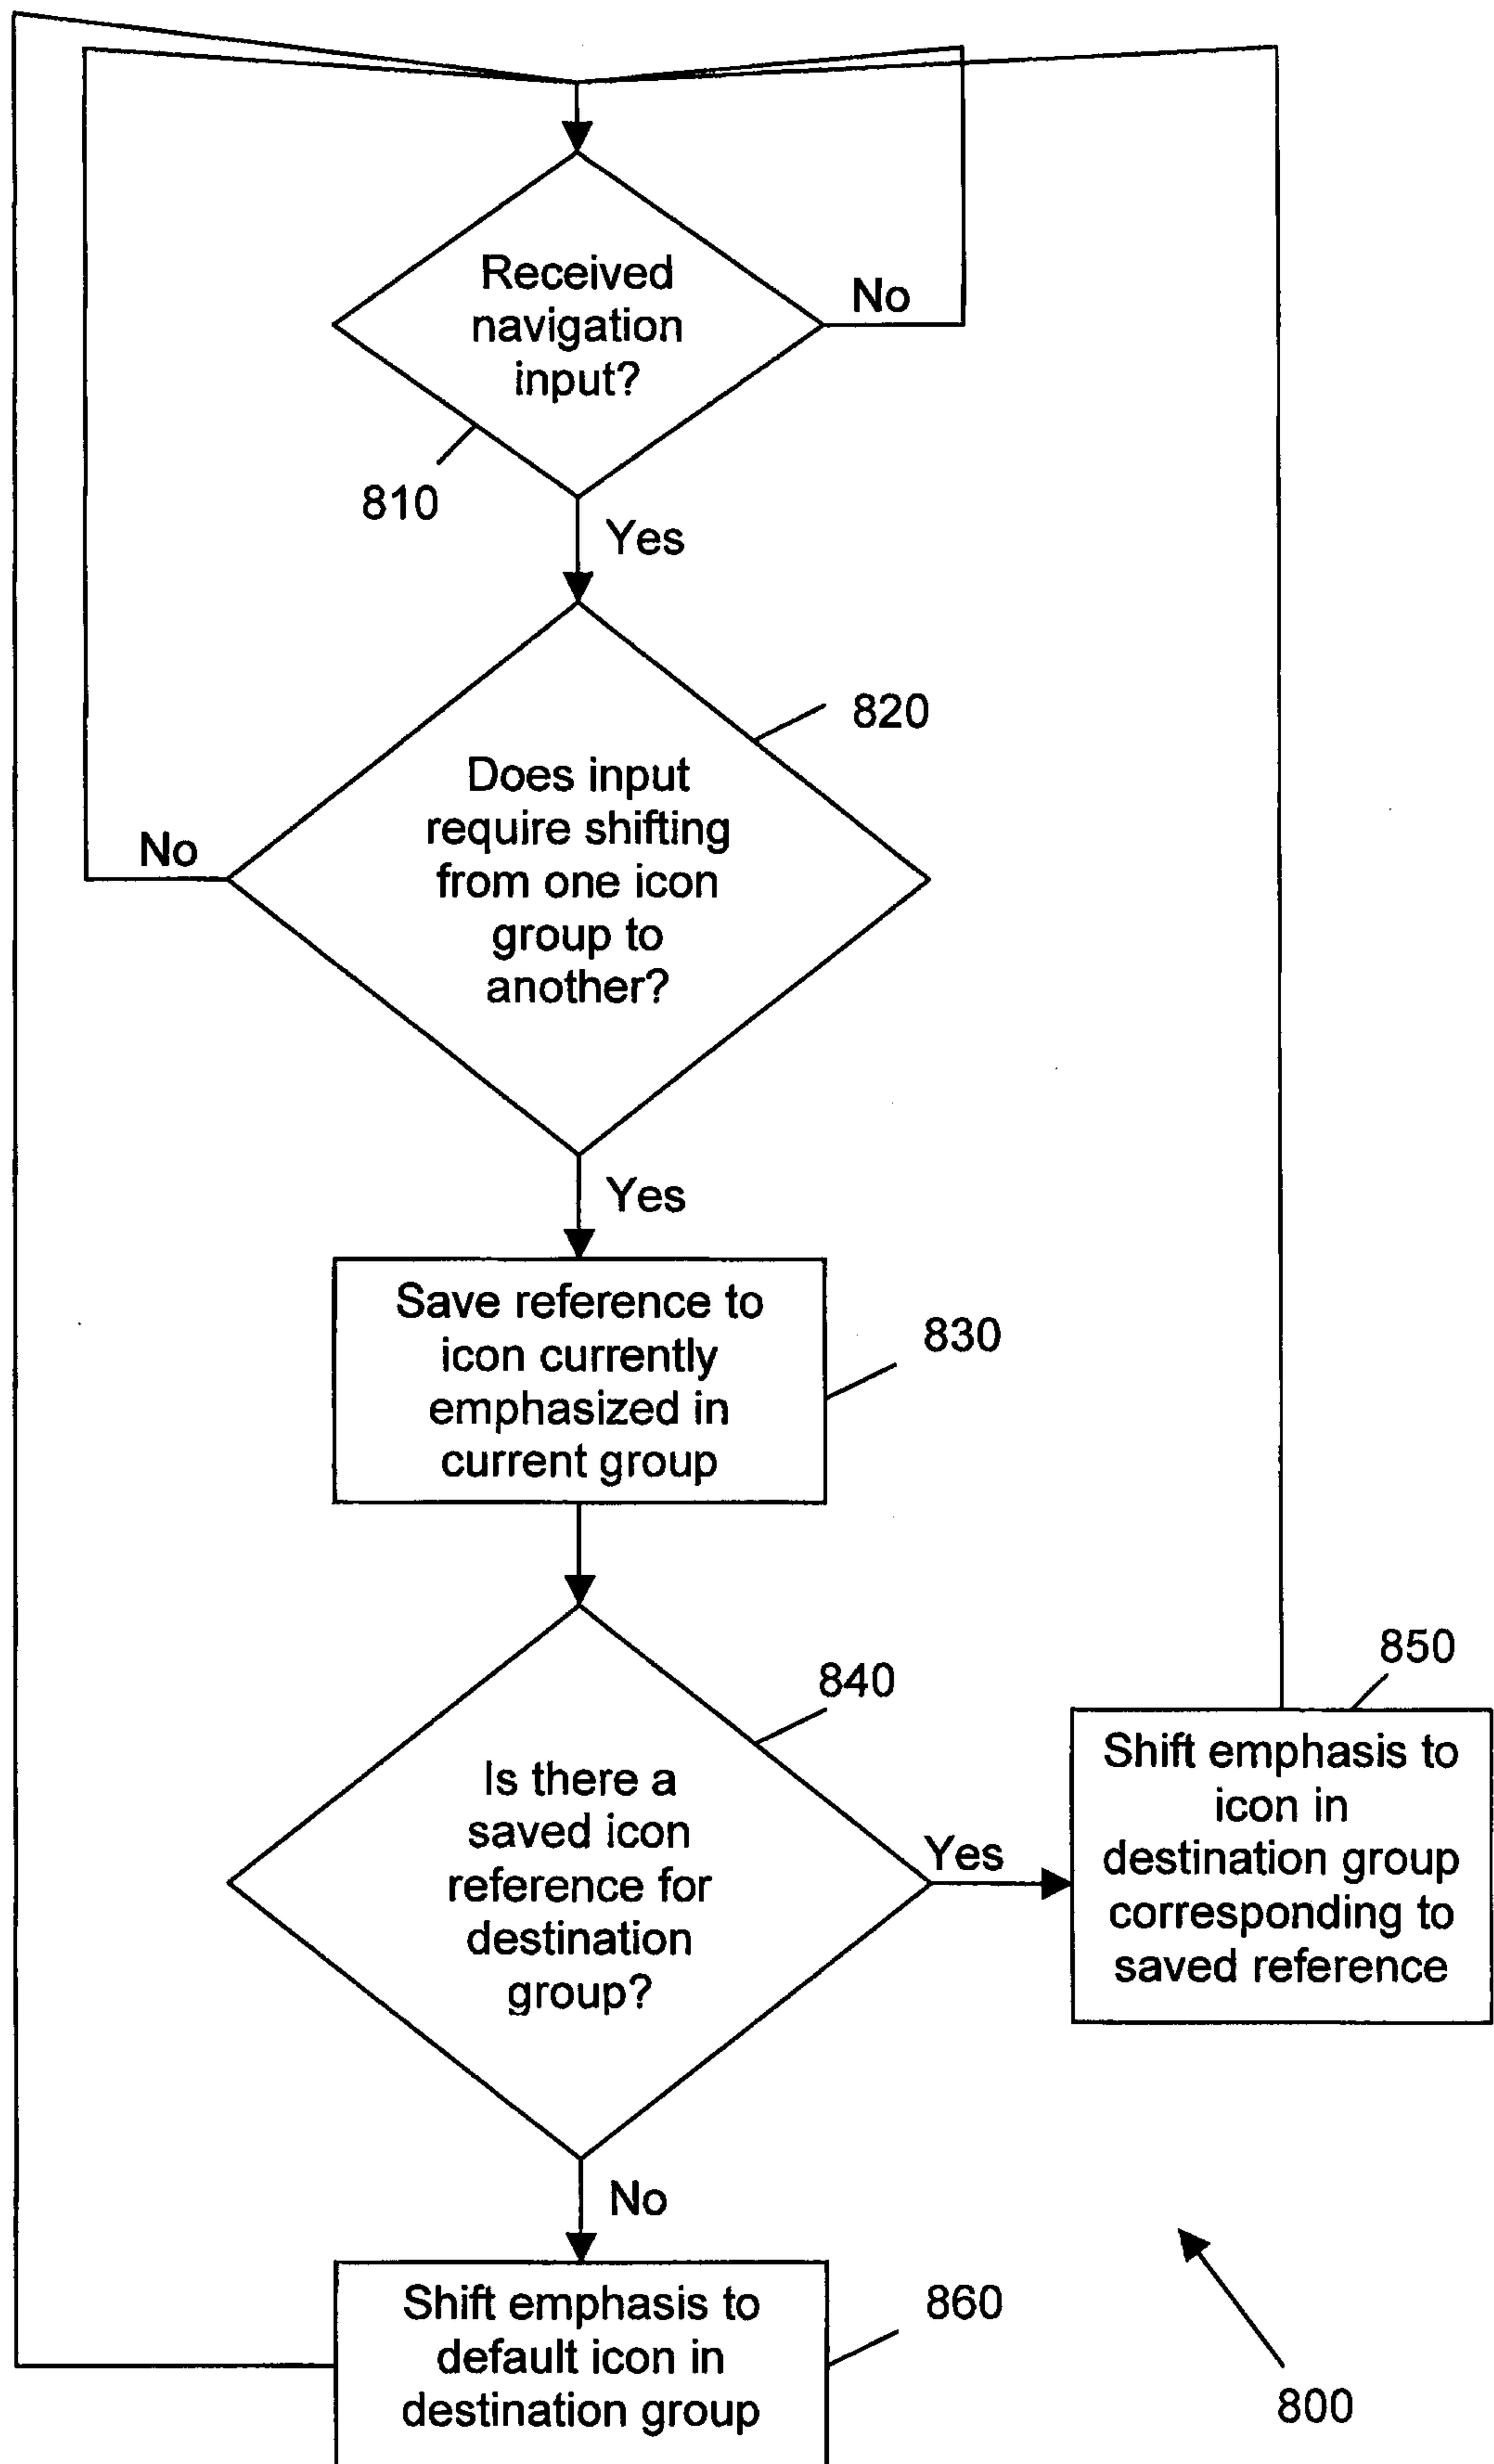 Received
navigation
input?
No
810
Yes
820
Does input
require shifting
from one icon
group to
another?
No
Yes
Save reference to
icon currently
emphasized in
current group
830
840
Is there a
saved icon
reference for
destination
group?
Yes
850
Shift emphasis to
icon in
destination group
corresponding to
saved reference
No
Shift emphasis to
default icon in
destination group
860
800